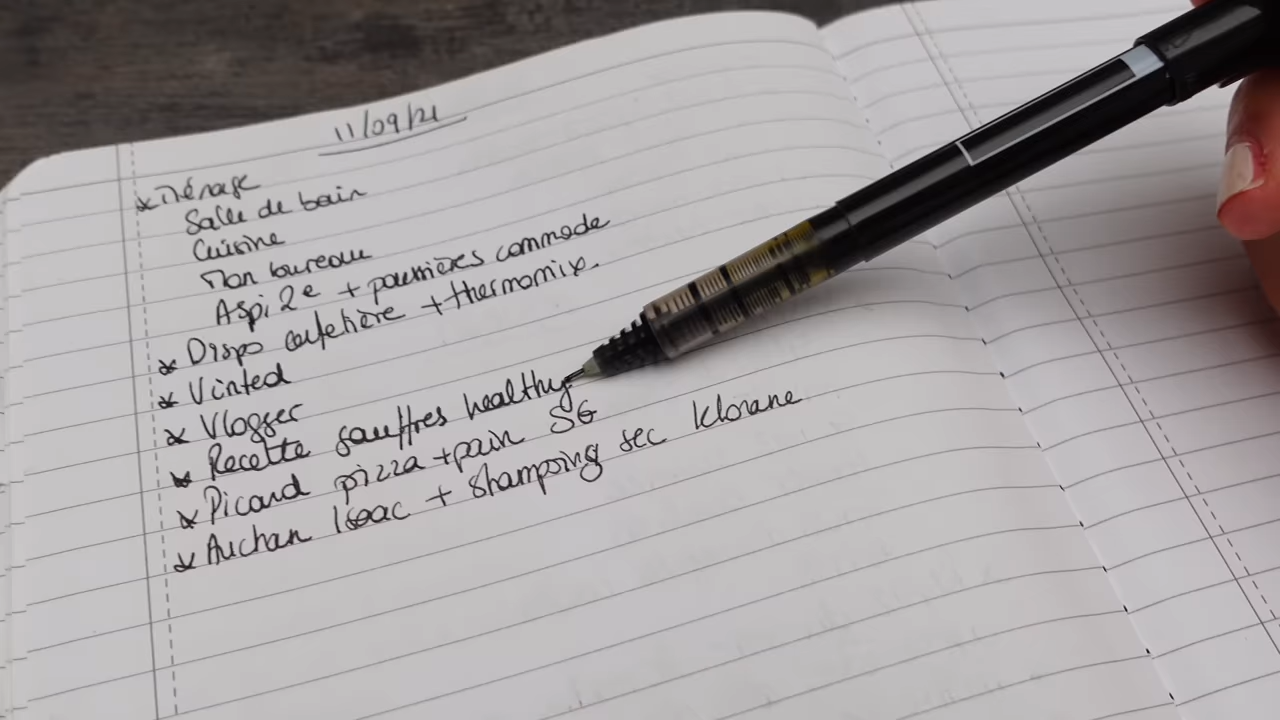 11/09/21
* Ménage
Salle de bain
Cuisine
Mon bureau
Aspi 2e + poussières commode
* Dispo cafetière + thermomix.
* Vinted
* Vlogger
* Recette gauffres healthy
* Picard pizza + pain SG
* Auchan Isaac + Shampoing sec klorane